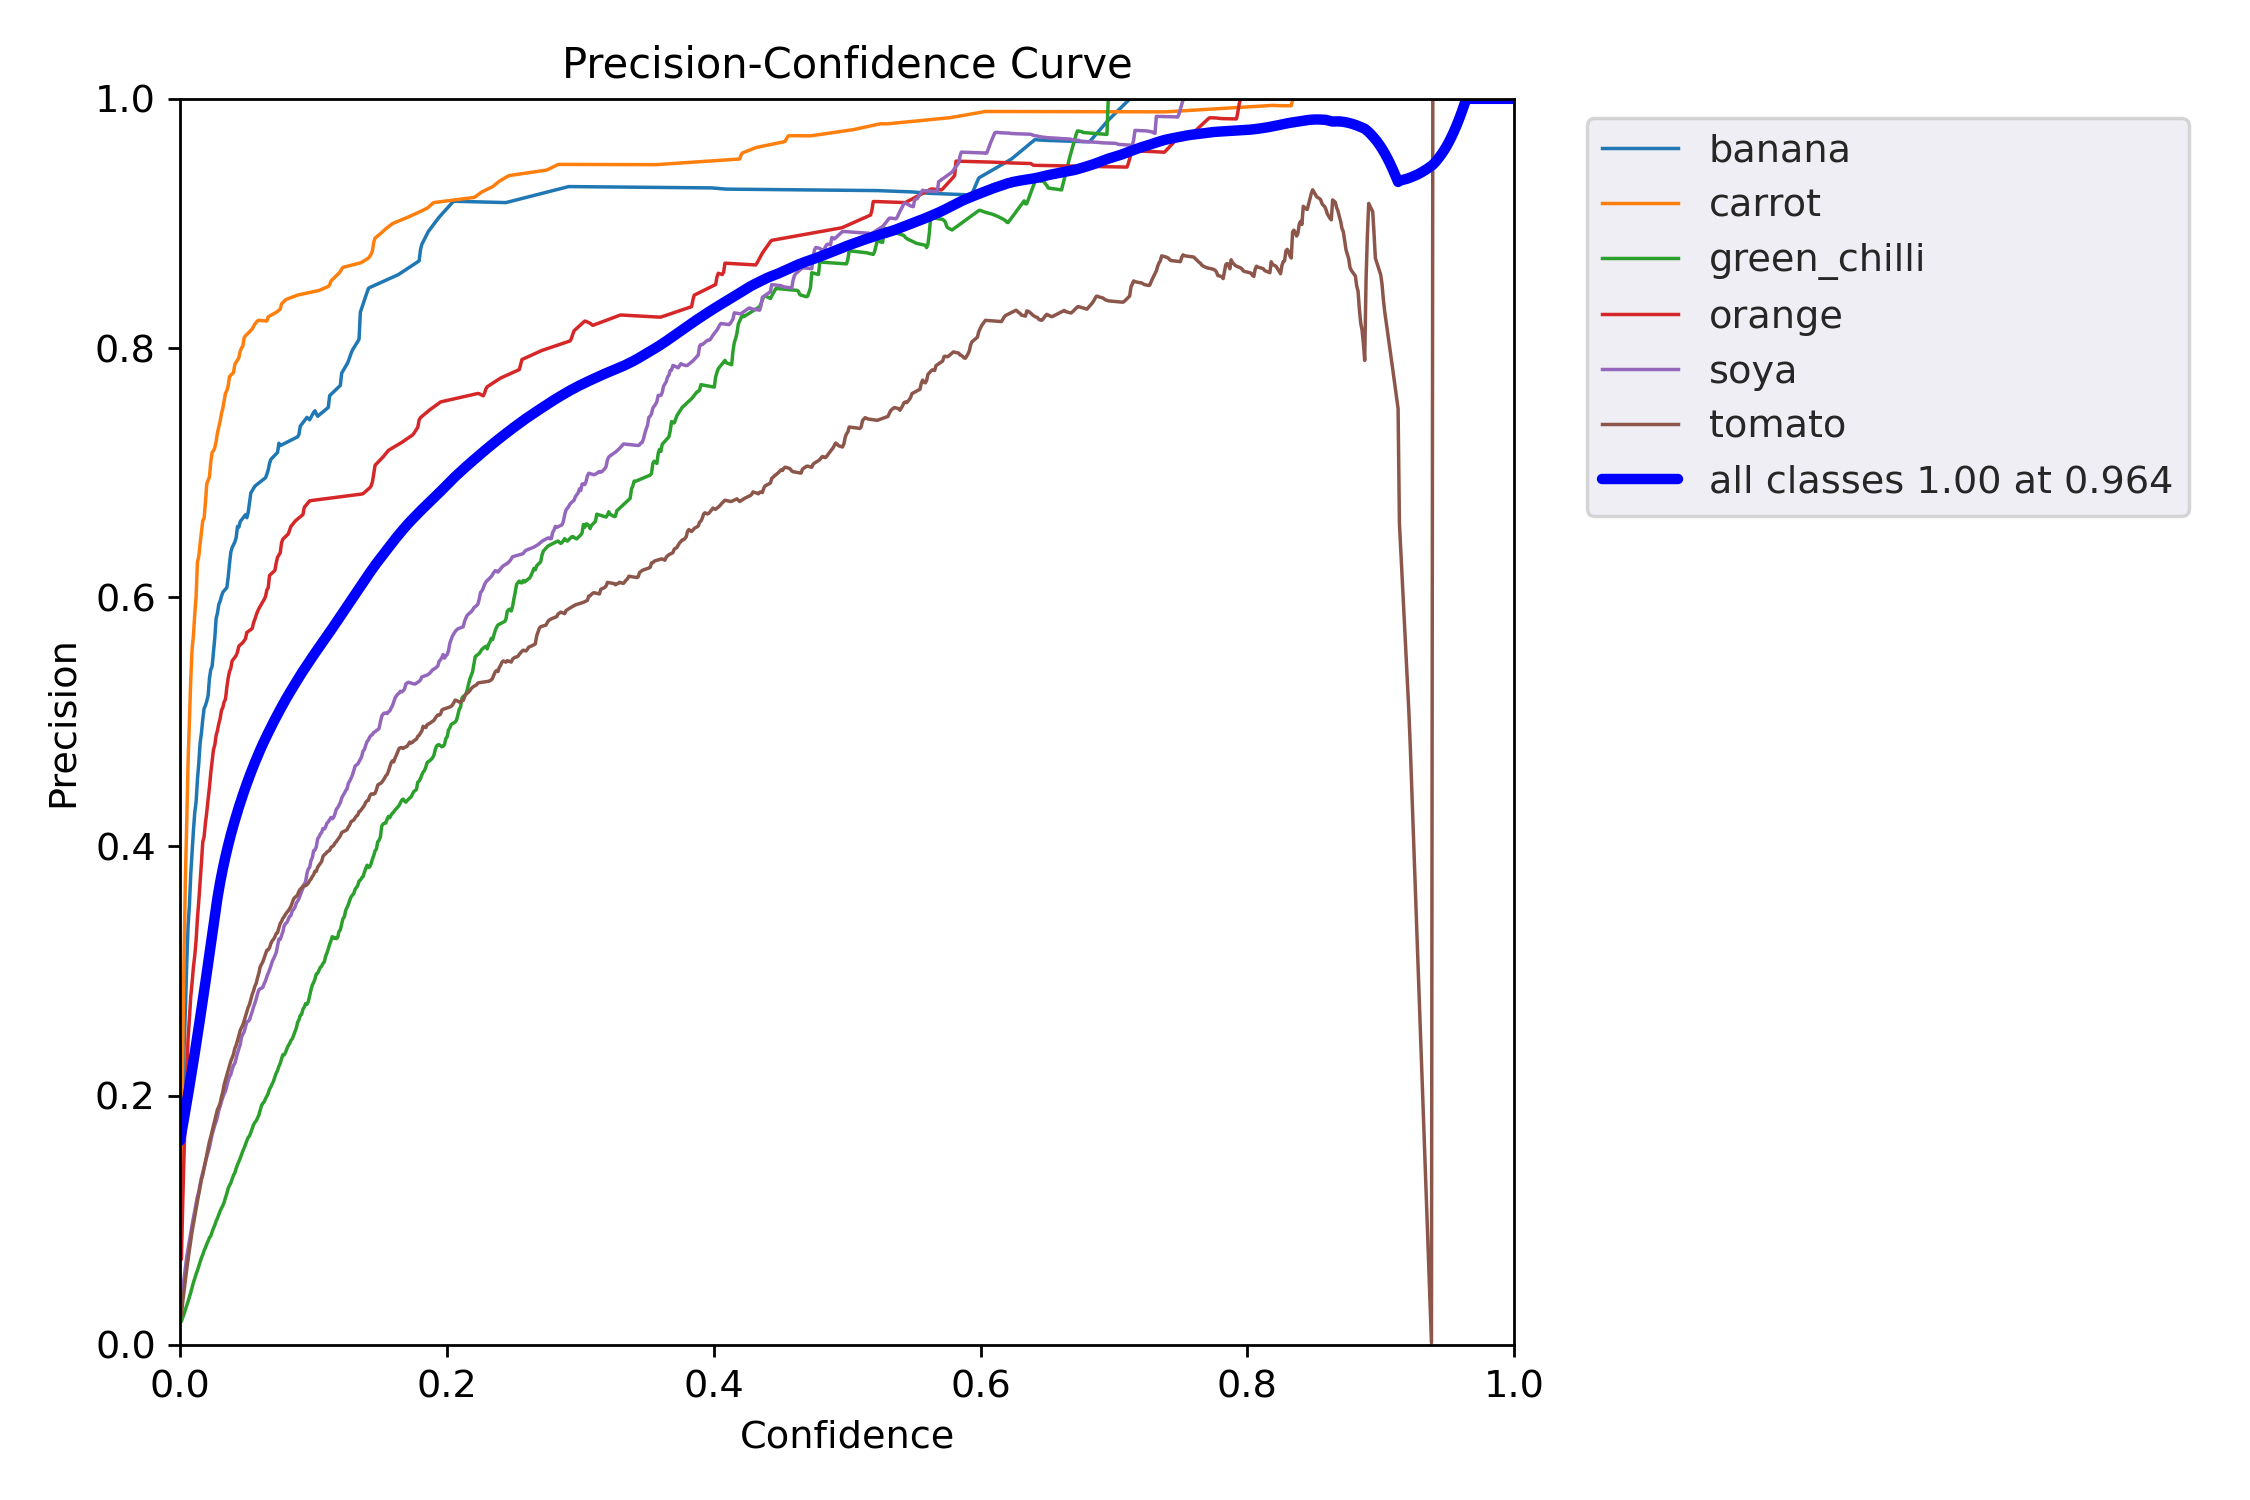 Precision-Confidence Curve
1.0
0.8
0.6
0.4
0.2
0.0
Precision
0.0 0.2 0.4 0.6 0.8 1.0
Confidence
banana
carrot
green_chilli
orange
soya
tomato
all classes 1.00 at 0.964